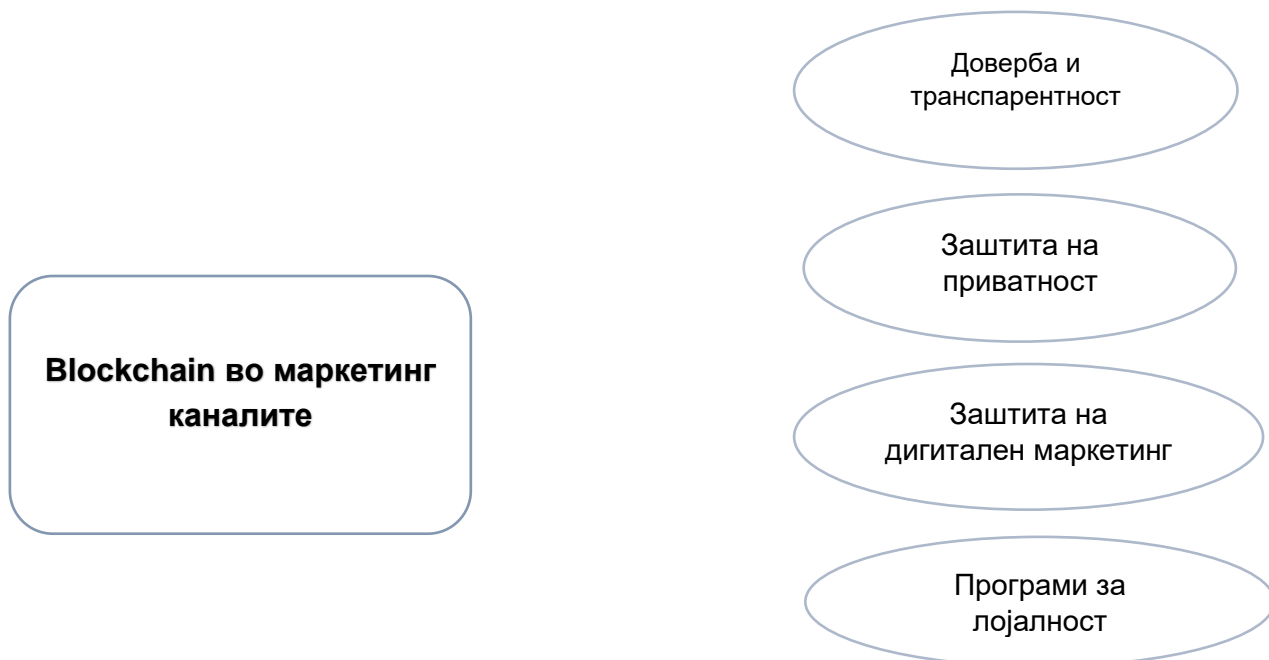 Доверба и
транспарентност
Заштита на
приватност
Blockchain во маркетинг
каналите
Заштита на
дигитален маркетинг
Програми за
лојалност